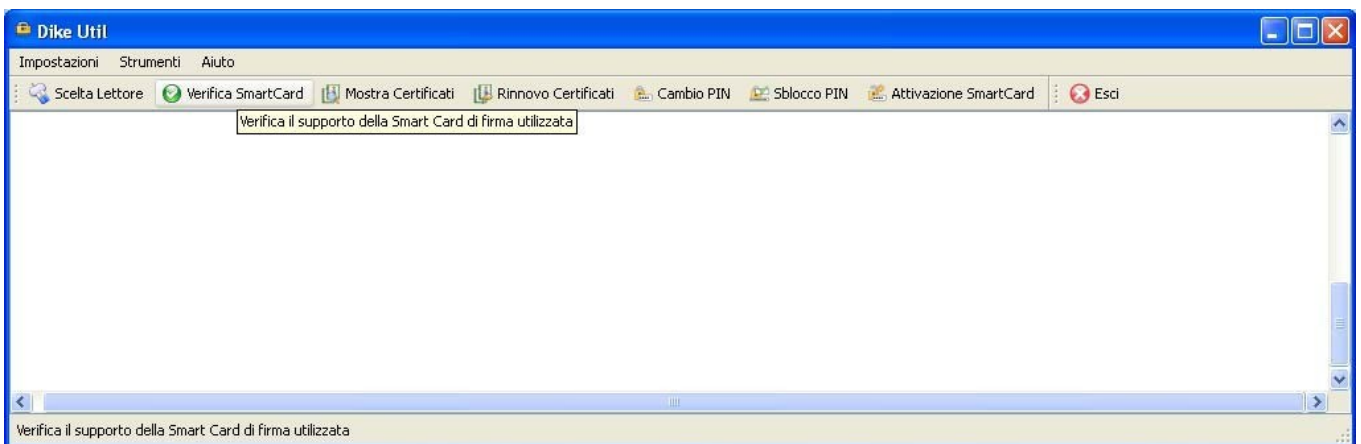 Dike Util
Impostazioni Strumenti Aiuto
Scelta Lettore Verifica SmartCard Mostra Certificati Rinnovo Certificati Cambio PIN Sblocco PIN Attivazione SmartCard Esci
Verifica il supporto della Smart Card di firma utilizzata
Verifica il supporto della Smart Card di firma utilizzata